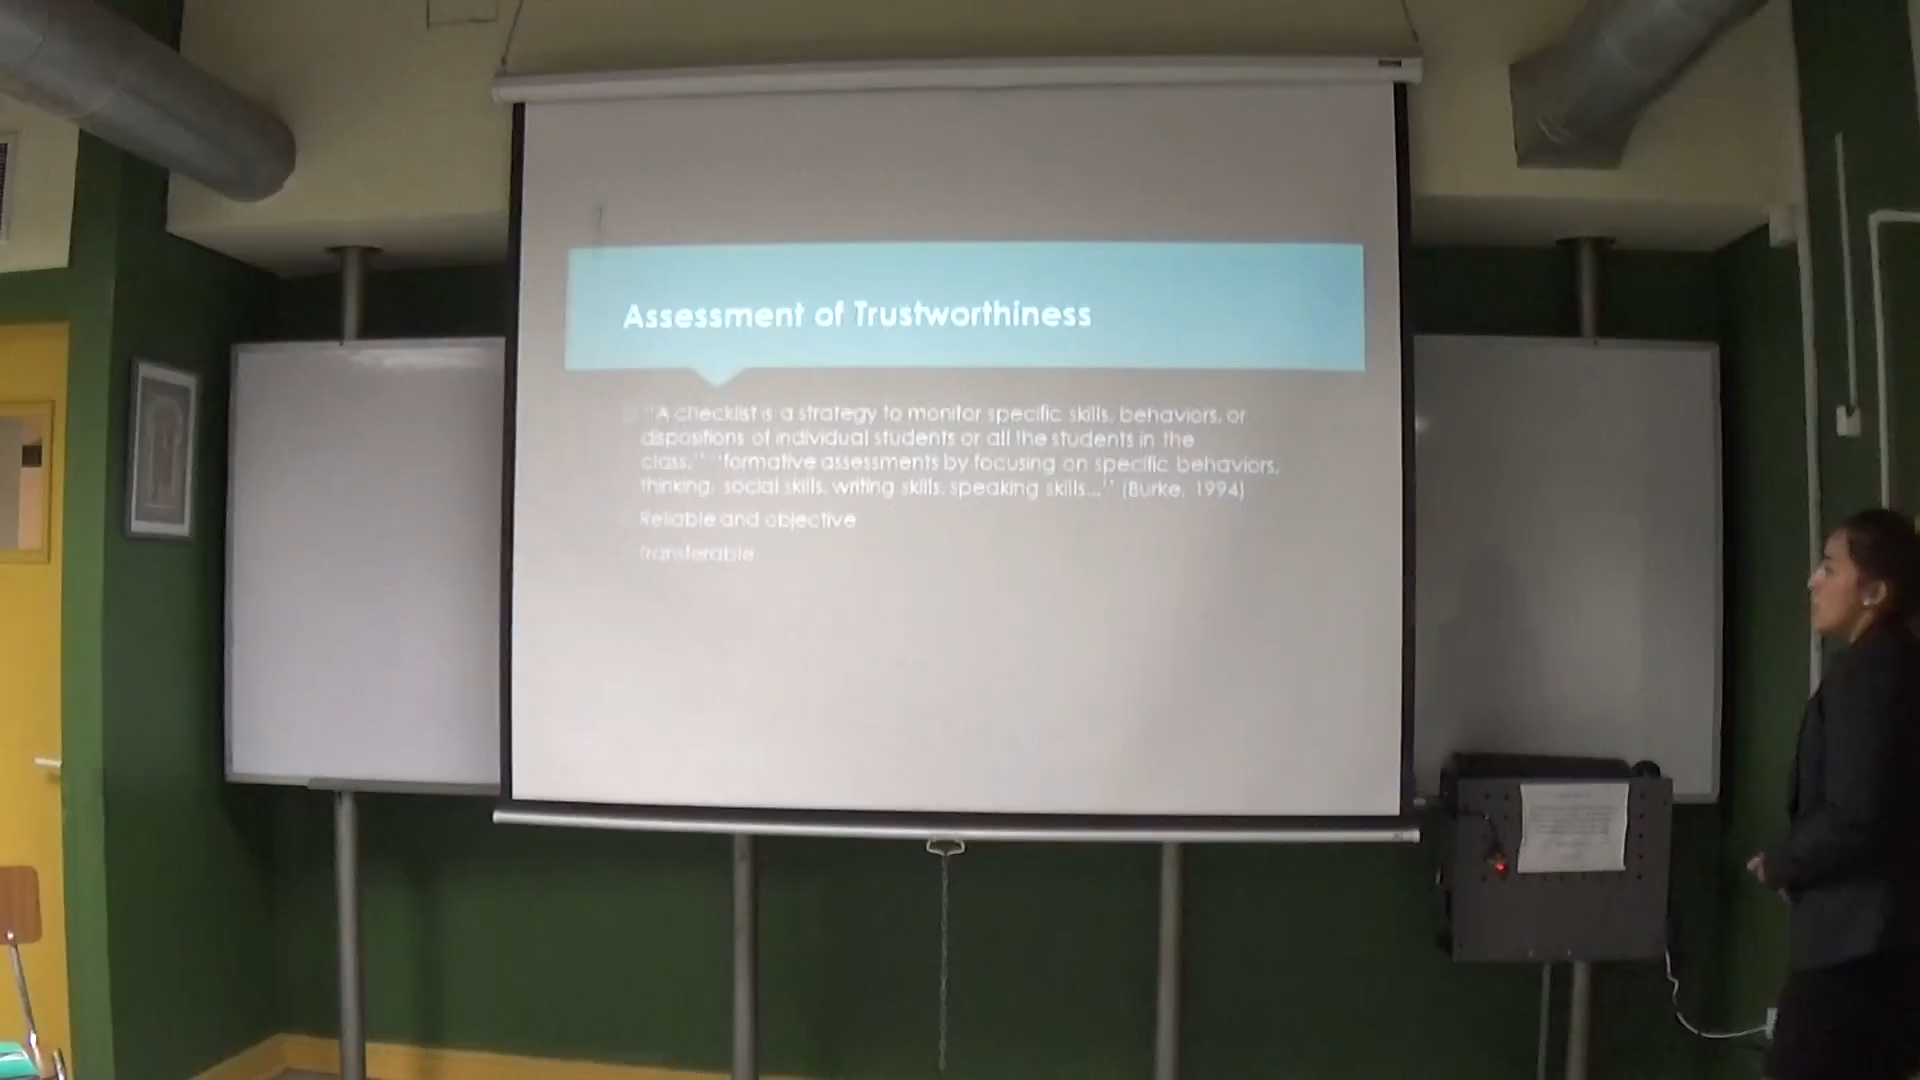 Assessment of Trustworthiness
"A checklist is a strategy to monitor specific skills, behaviors, or
dispositions of individual students or all the students in the
class." "formative assessments by focusing on specific behaviors,
thinking, social skills, writing skills, speaking skills..." (Burke, 1994)
Reliable and objective
Transferable